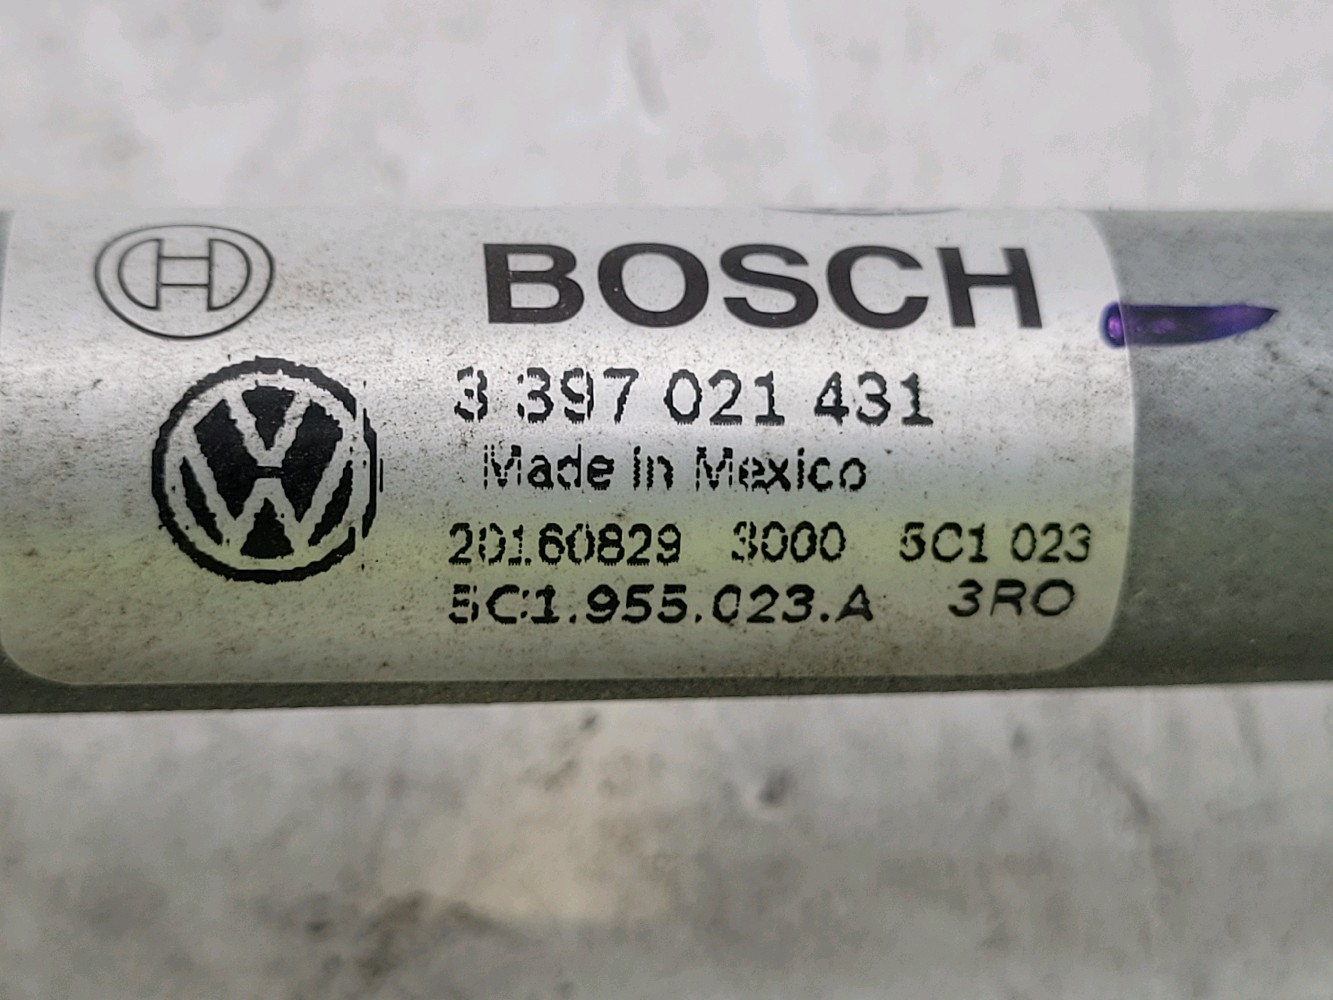 BOSCH
3 397 021 431
Made in Mexico
20160829 3000 5C1 023
5C1.955.023.A 3RO